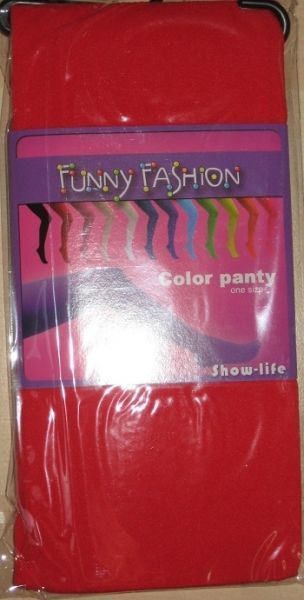 FUNNY FASHION
Color panty
one size
Show-life